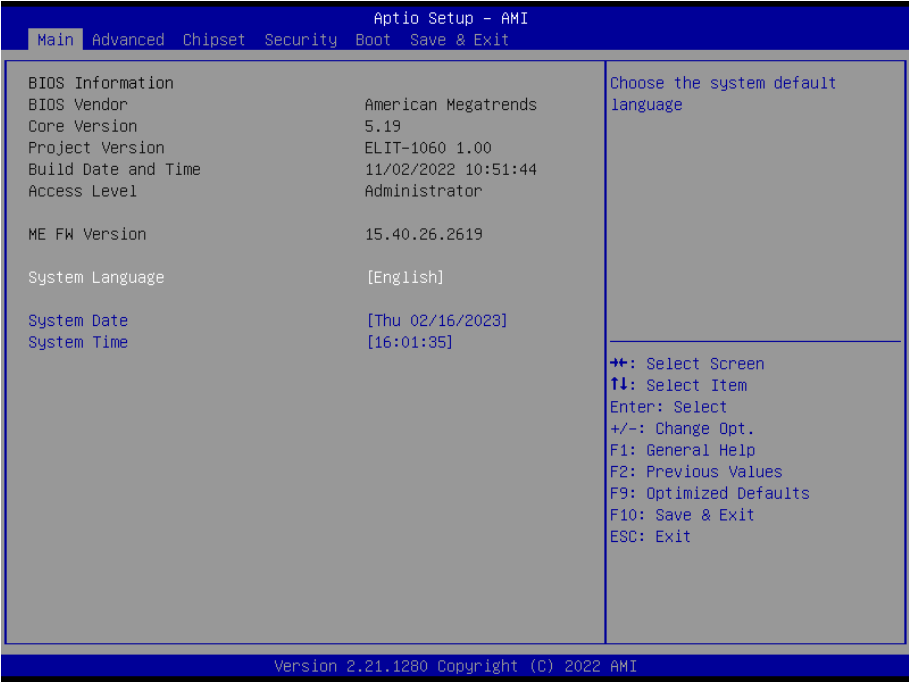 Aptio Setup – AMI
Main Advanced Chipset Security Boot Save & Exit
BIOS Information
BIOS Vendor American Megatrends
Core Version 5.19
Project Version ELIT-1060 1.00
Build Date and Time 11/02/2022 10:51:44
Access Level Administrator
ME FW Version 15.40.26.2619
System Language [English]
System Date [Thu 02/16/2023]
System Time [16:01:35]
Choose the system default
language
→←: Select Screen
↑↓: Select Item
Enter: Select
+/-: Change Opt.
F1: General Help
F2: Previous Values
F9: Optimized Defaults
F10: Save & Exit
ESC: Exit
Version 2.21.1280 Copyright (C) 2022 AMI